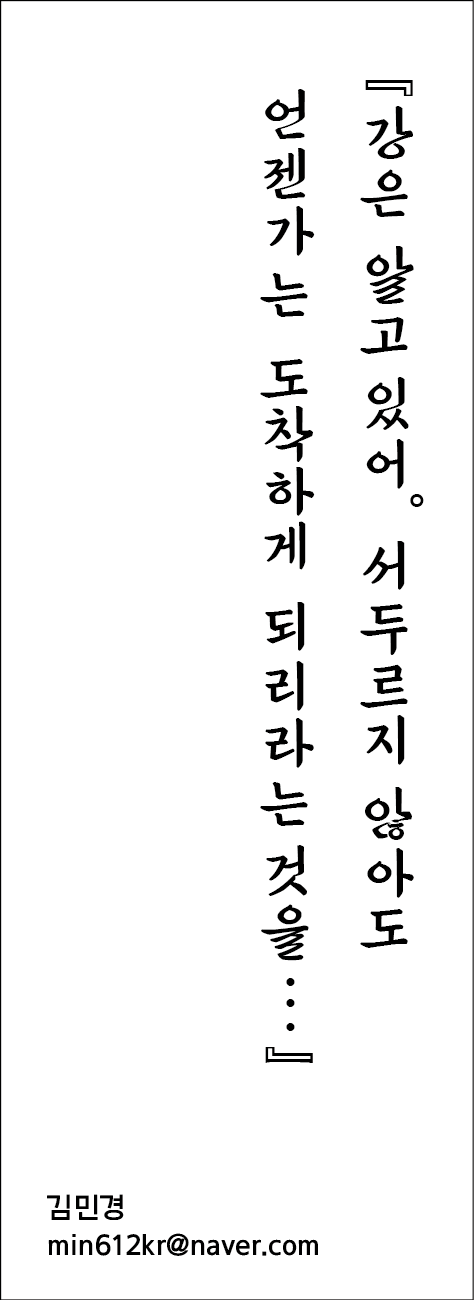 『강은 알고 있어。 서두르지 않아도
언젠가는 도착하게 되리라는 것을…』
김민경
min612kr@naver.com